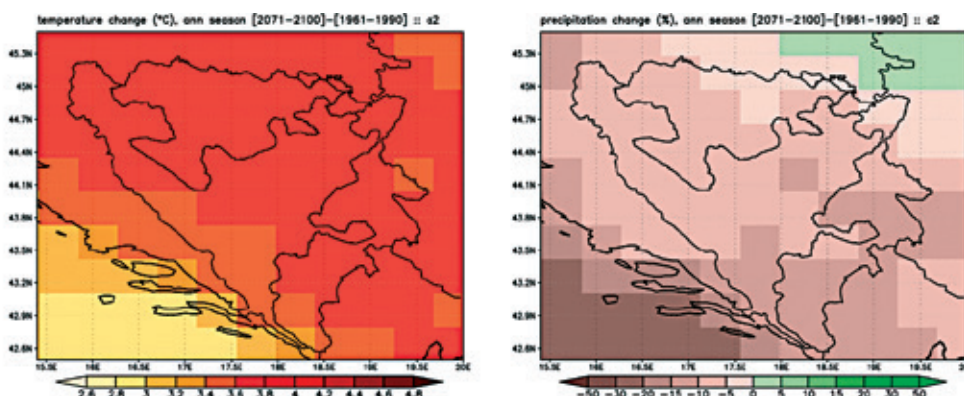 temperature change (°C), ann season [2071-2100]-[1961-1990] :: a2
45.3N
45N
44.7N
44.4N
44.1N
43.8N
43.5N
43.2N
42.9N
42.6N
15.5E 16E 16.5E 17E 17.5E 18E 18.5E 19E 19.5E 20E
2.6 2.8 3 3.2 3.4 3.6 3.8 4 4.2 4.4 4.6 4.8
precipitation change (%), ann season [2071-2100]-[1961-1990] :: a2
45.3N
45N
44.7N
44.4N
44.1N
43.8N
43.5N
43.2N
42.9N
42.6N
15.5E 16E 16.5E 17E 17.5E 18E 18.5E 19E 19.5E 20E
-50 -30 -20 -15 -10 -5 0 5 10 15 20 30 50